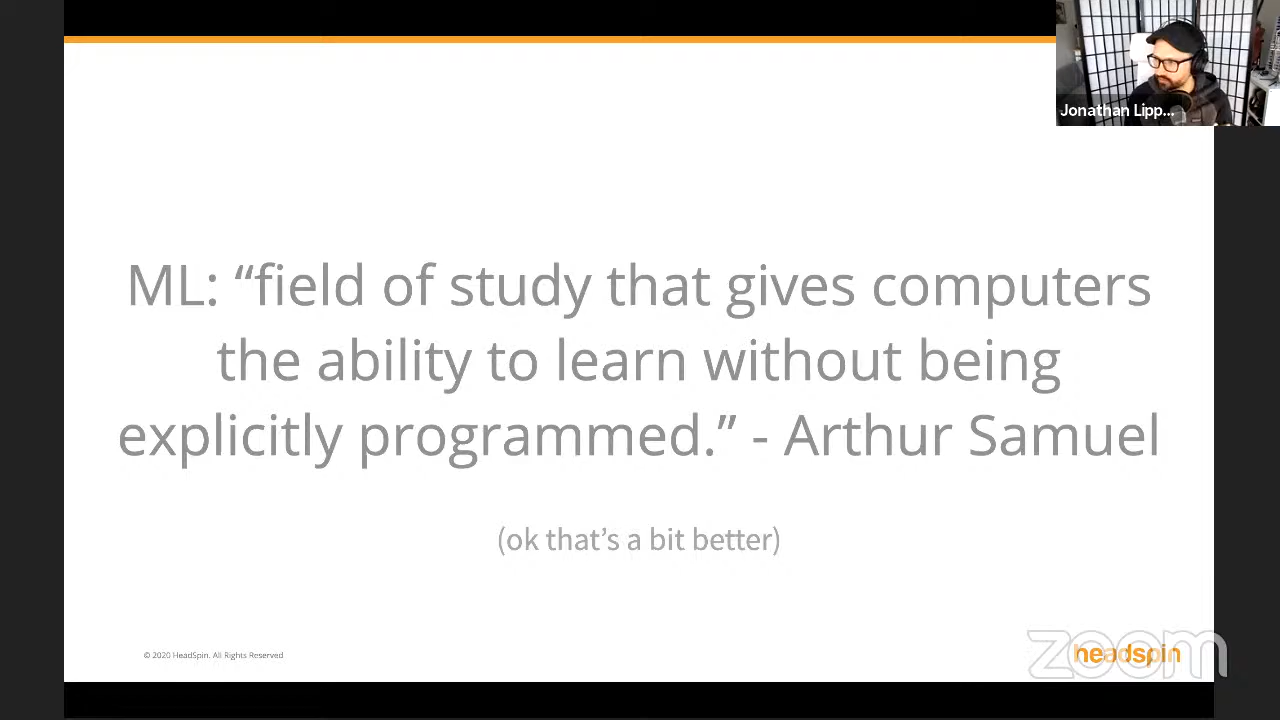 Jonathan Lipp...
ML: “field of study that gives computers
the ability to learn without being
explicitly programmed.” - Arthur Samuel
(ok that’s a bit better)
© 2020 HeadSpin. All Rights Reserved
headspin
zoom